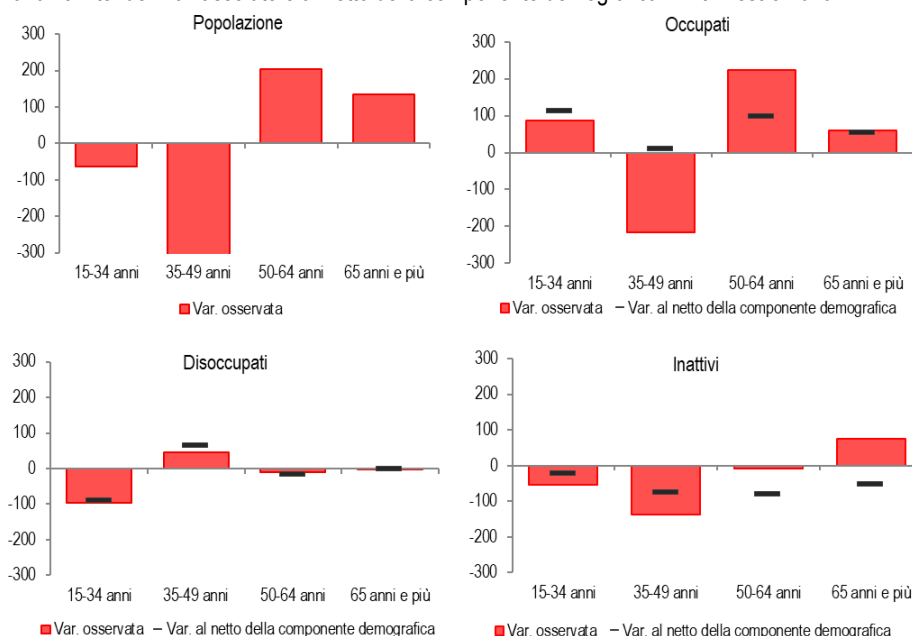 Popolazione
300
200
100
0
-100
-200
-300
15-34 anni 35-49 anni 50-64 anni 65 anni e più
Var. osservata
Occupati
300
200
100
0
-100
-200
-300
15-34 anni 35-49 anni 50-64 anni 65 anni e più
Var. osservata Var. al netto della componente demografica
Disoccupati
300
200
100
0
-100
-200
-300
15-34 anni 35-49 anni 50-64 anni 65 anni e più
Var. osservata Var. al netto della componente demografica
Inattivi
300
200
100
0
-100
-200
-300
15-34 anni 35-49 anni 50-64 anni 65 anni e più
Var. osservata Var. al netto della componente demografica